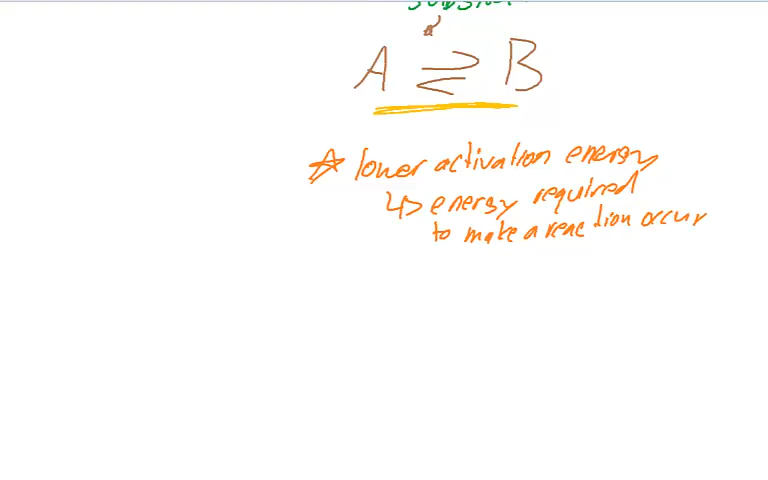 A ⇌ B
☆ lower activation energy
↳ energy required
to make a reaction occur